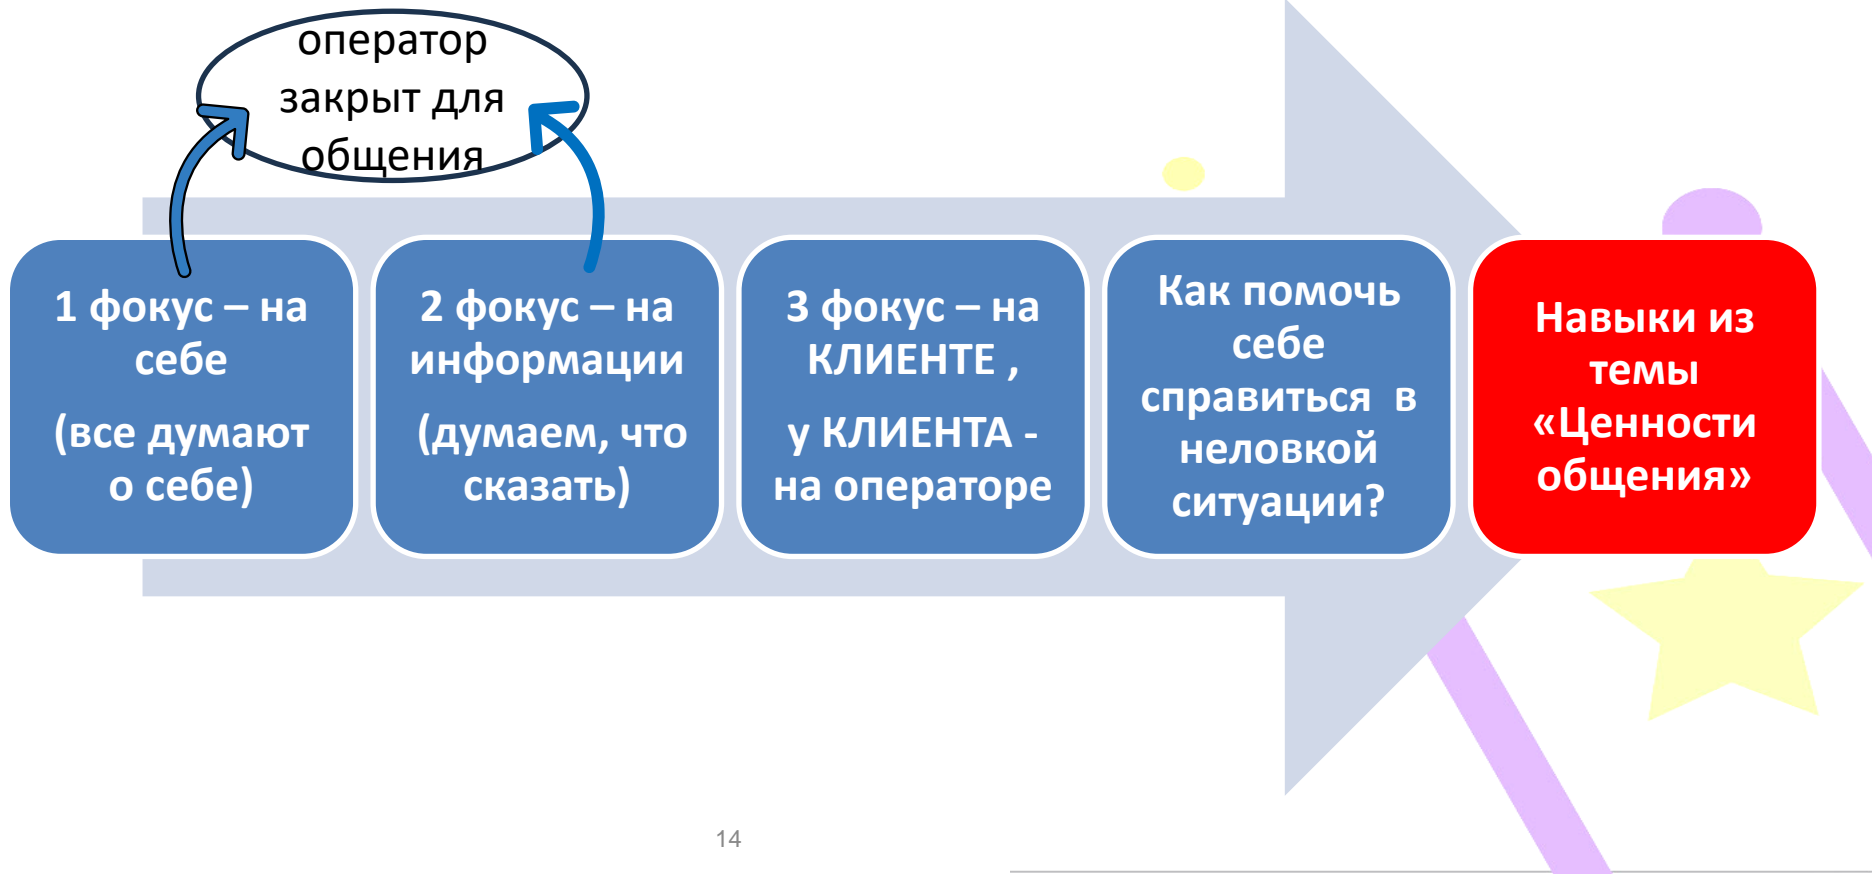 оператор
закрыт для
общения
1 фокус – на
себе
(все думают
о себе)
2 фокус – на
информации
(думаем, что
сказать)
3 фокус – на
КЛИЕНТЕ ,
у КЛИЕНТА -
на операторе
Как помочь
себе
справиться в
неловкой
ситуации?
Навыки из
темы
«Ценности
общения»
14